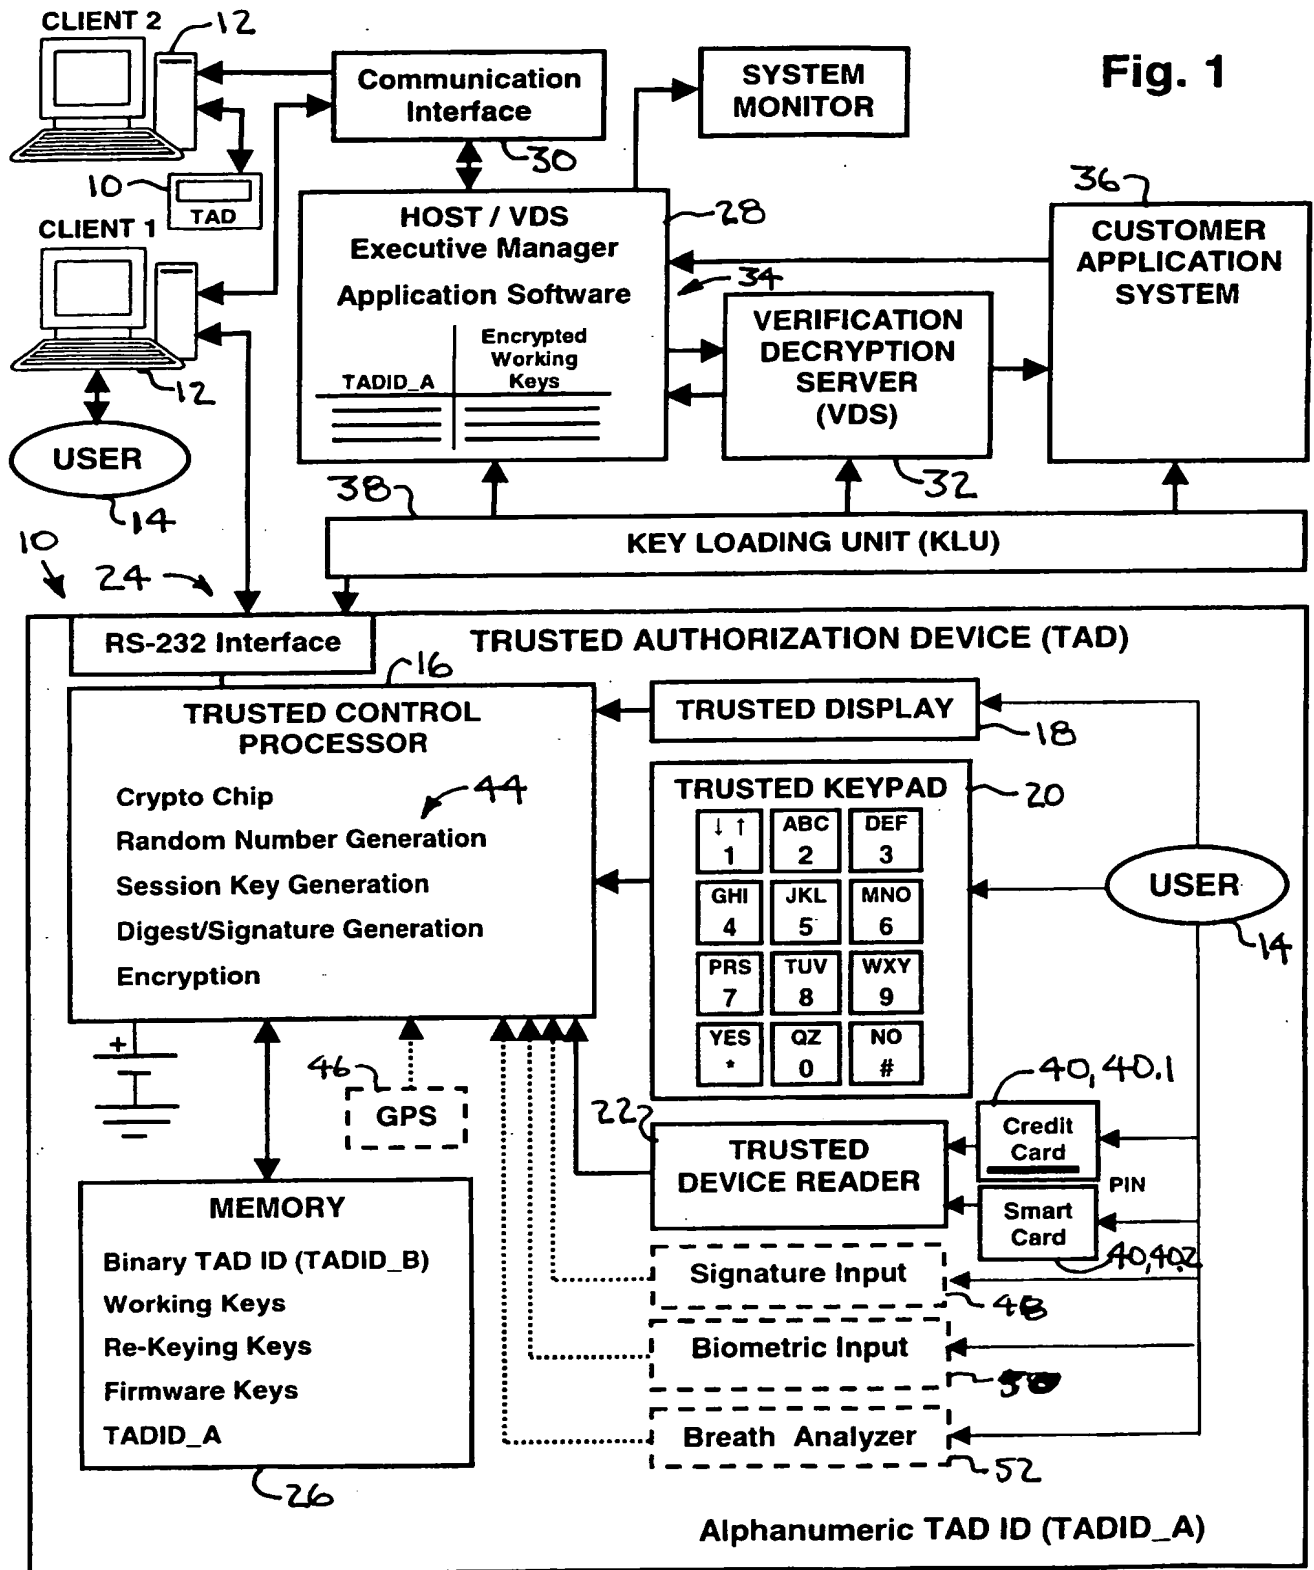 CLIENT 2
12
Communication
Interface
30
SYSTEM
MONITOR
Fig. 1
10
TAD
CLIENT 1
12
HOST / VDS
Executive Manager
Application Software
28
34
TADID_A
Encrypted
Working
Keys
VERIFICATION
DECRYPTION
SERVER
(VDS)
32
36
CUSTOMER
APPLICATION
SYSTEM
USER
14
38
KEY LOADING UNIT (KLU)
10
24
RS-232 Interface
TRUSTED AUTHORIZATION DEVICE (TAD)
16
TRUSTED CONTROL
PROCESSOR
Crypto Chip
44
Random Number Generation
Session Key Generation
Digest/Signature Generation
Encryption
TRUSTED DISPLAY
18
TRUSTED KEYPAD
20
↓ ↑ ABC DEF
1 2 3
GHI JKL MNO
4 5 6
PRS TUV WXY
7 8 9
YES QZ NO
* 0 #
USER
14
+
46
GPS
22
TRUSTED
DEVICE READER
40, 40.1
Credit
Card
PIN
Smart
Card
40, 40.2
MEMORY
Binary TAD ID (TADID_B)
Working Keys
Re-Keying Keys
Firmware Keys
TADID_A
26
Signature Input
48
Biometric Input
50
Breath Analyzer
52
Alphanumeric TAD ID (TADID_A)